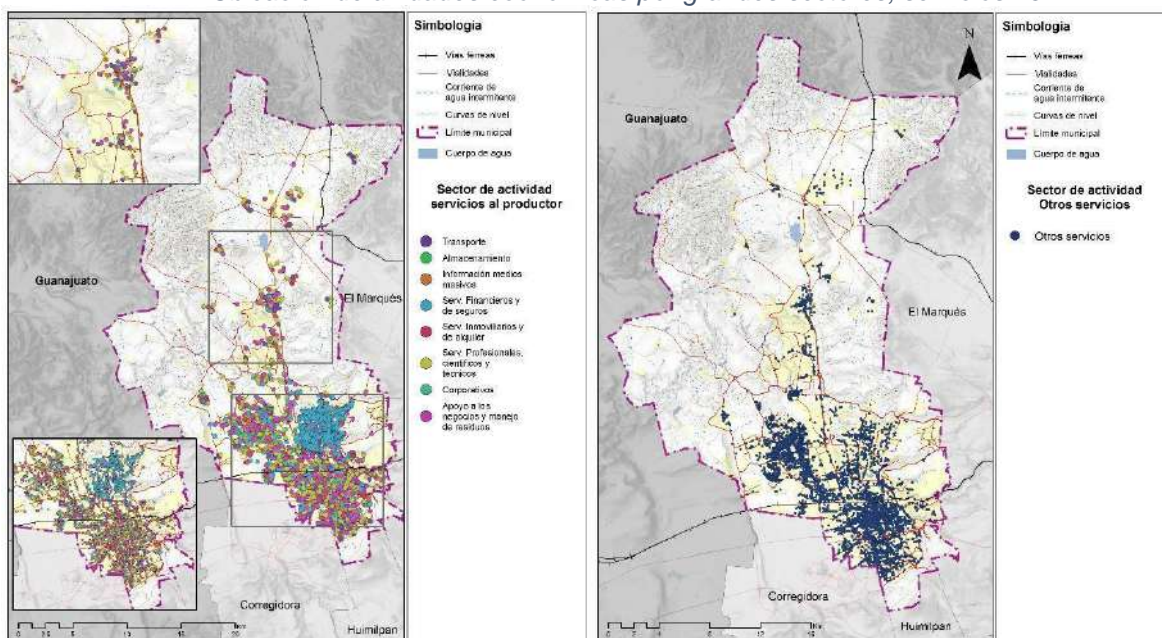 Simbología
Vías férreas
Vialidades
Corriente de
agua intermitente
Curvas de nivel
Límite municipal
Cuerpo de agua
Sector de actividad
servicios al productor
Transporte
Almacenamiento
Información medios
masivos
Serv. Financieros y
de seguros
Serv. Inmoviliarios y
de alquiler
Serv. Profesionales,
científicos y
técnicos
Corporativos
Apoyo a los
negocios y manejo
de residuos
Guanajuato
El Marqués
Corregidora
Huimilpan
Simbología
Vías férreas
Vialidades
Corriente de
agua intermitente
Curvas de nivel
Límite municipal
Cuerpo de agua
Sector de actividad
Otros servicios
Otros servicios
N
Guanajuato
El Marqués
Corregidora
Huimilpan